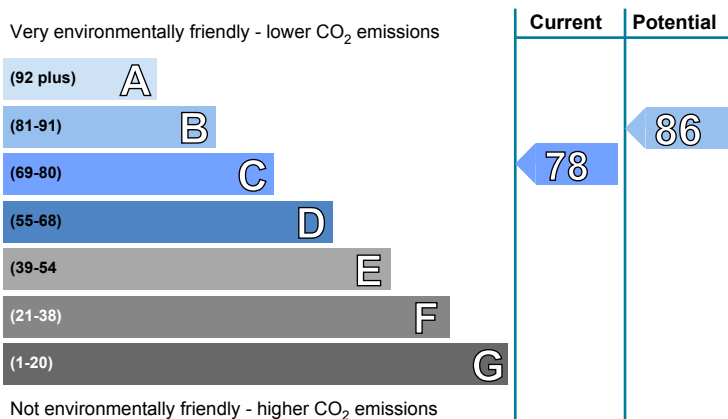 Current Potential
Very environmentally friendly - lower CO₂ emissions
(92 plus) A
(81-91) B
86
(69-80) C
78
(55-68) D
(39-54 E
(21-38) F
(1-20) G
Not environmentally friendly - higher CO₂ emissions